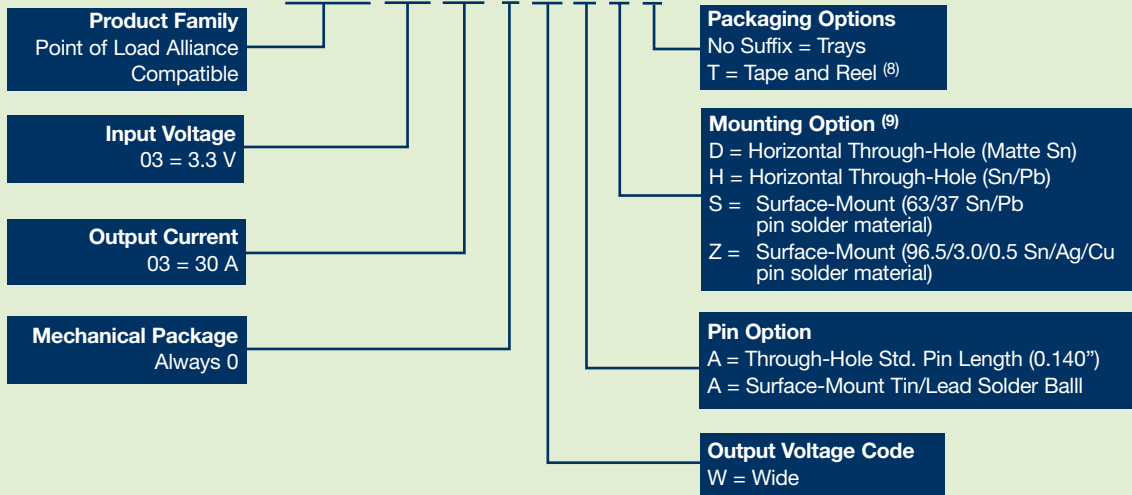 Product Family
Point of Load Alliance
Compatible
Input Voltage
03 = 3.3 V
Output Current
03 = 30 A
Mechanical Package
Always 0
Packaging Options
No Suffix = Trays
T = Tape and Reel (8)
Mounting Option (9)
D = Horizontal Through-Hole (Matte Sn)
H = Horizontal Through-Hole (Sn/Pb)
S = Surface-Mount (63/37 Sn/Pb
pin solder material)
Z = Surface-Mount (96.5/3.0/0.5 Sn/Ag/Cu
pin solder material)
Pin Option
A = Through-Hole Std. Pin Length (0.140”)
A = Surface-Mount Tin/Lead Solder Balll
Output Voltage Code
W = Wide